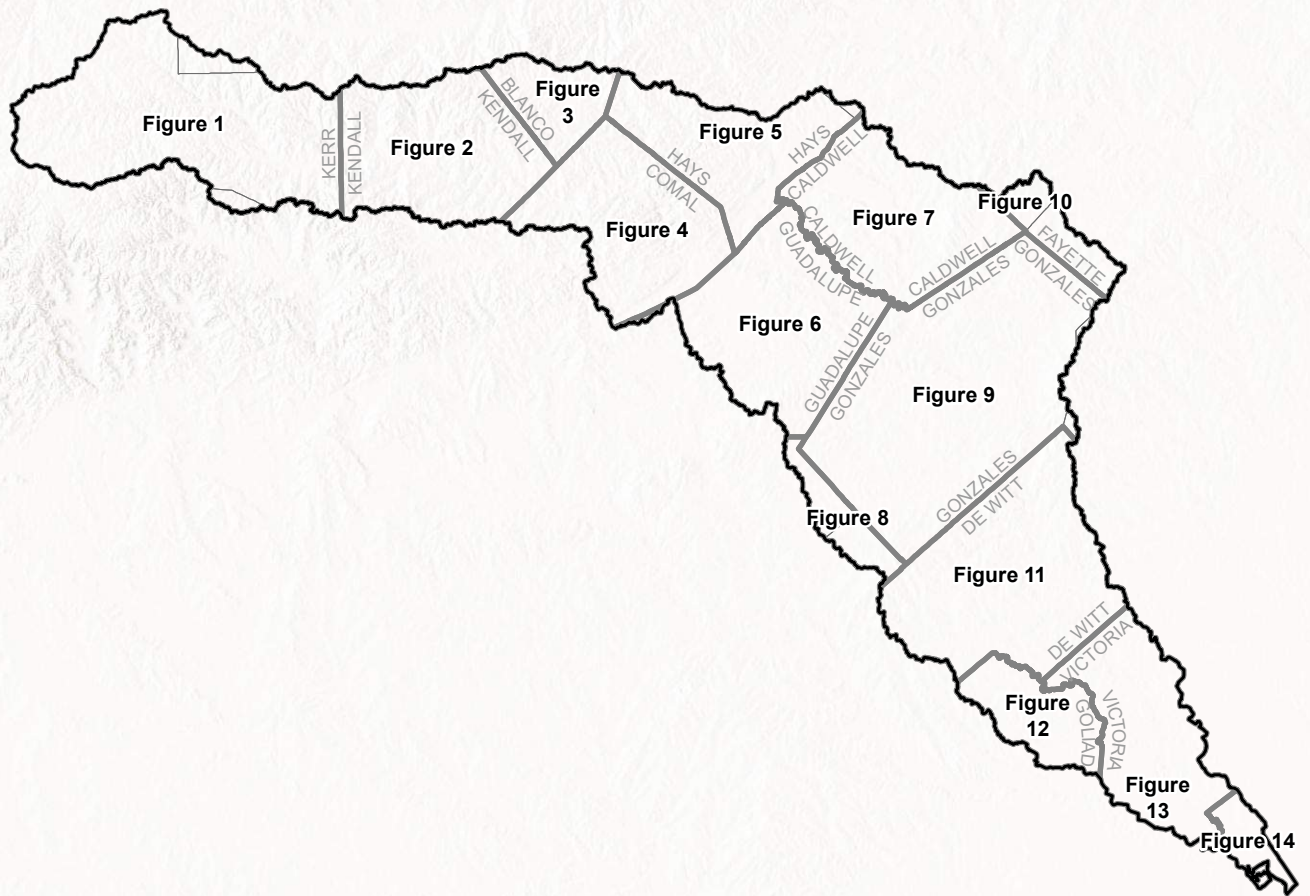 Figure 1
KERR
KENDALL
Figure 2
BLANCO
KENDALL
Figure
3
Figure 5
HAYS
COMAL
Figure 4
HAYS
CALDWELL
Figure 7
CALDWELL
GUADALUPE
Figure 10
FAYETTE
GONZALES
CALDWELL
GONZALES
Figure 6
GUADALUPE
GONZALES
Figure 9
Figure 8
GONZALES
DE WITT
Figure 11
DE WITT
VICTORIA
Figure
12
VICTORIA
GOLIAD
Figure
13
Figure 14